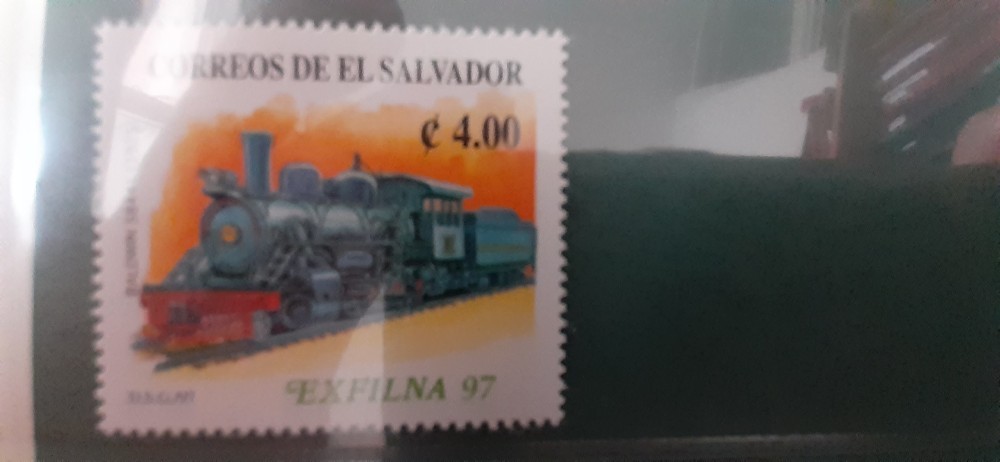 CORREOS DE EL SALVADOR
₡ 4.00
EXFILNA 97